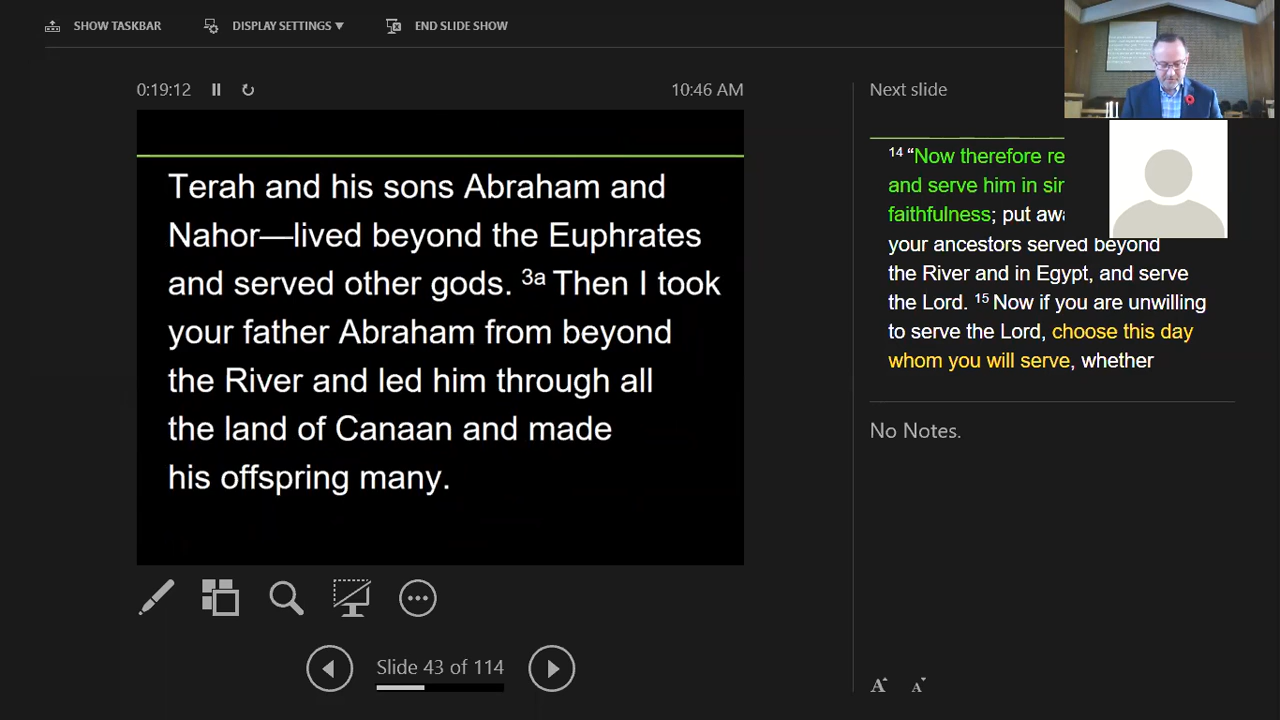 SHOW TASKBAR
DISPLAY SETTINGS
END SLIDE SHOW
0:19:12
10:46 AM
Terah and his sons Abraham and
Nahor—lived beyond the Euphrates
and served other gods. 3a Then I took
your father Abraham from beyond
the River and led him through all
the land of Canaan and made
his offspring many.
Slide 43 of 114
Next slide
14 “Now therefore re
and serve him in sin
faithfulness; put awa
your ancestors served beyond
the River and in Egypt, and serve
the Lord. 15 Now if you are unwilling
to serve the Lord, choose this day
whom you will serve, whether
No Notes.
A A